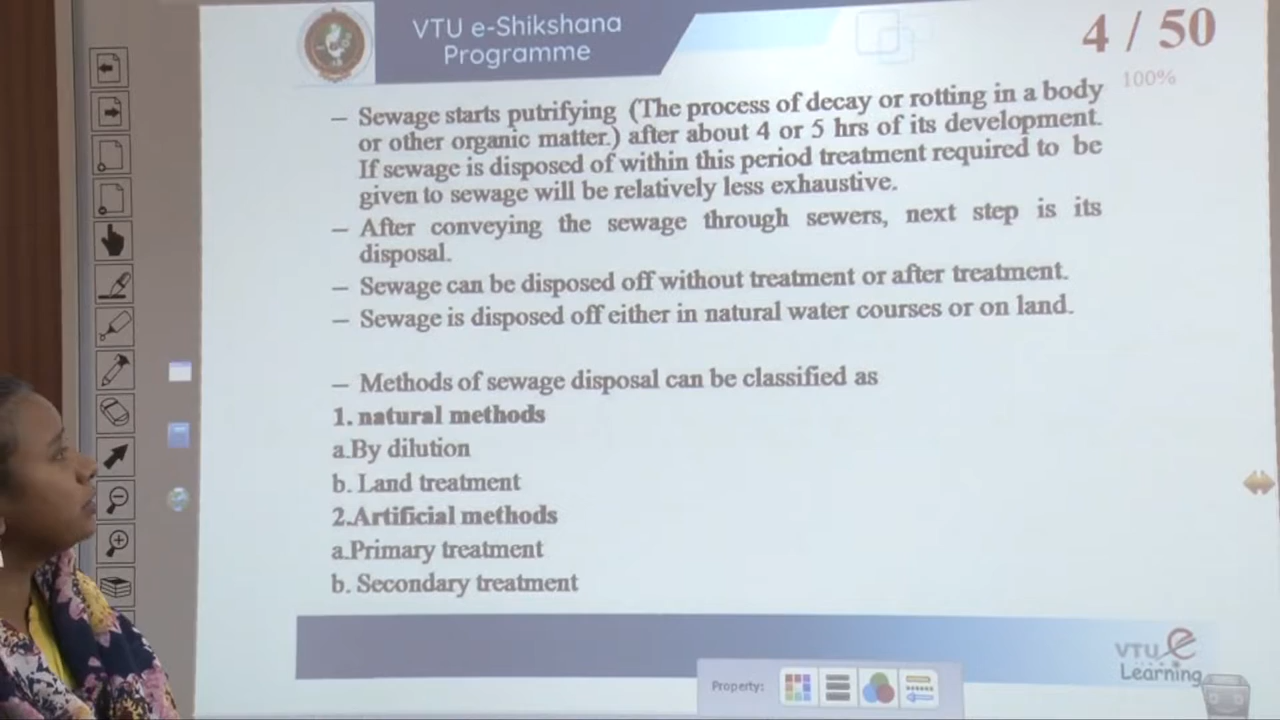 VTU e-Shikshana
Programme
4 / 50
100%
– Sewage starts putrifying (The process of decay or rotting in a body
or other organic matter.) after about 4 or 5 hrs of its development.
If sewage is disposed of within this period treatment required to be
given to sewage will be relatively less exhaustive.
– After conveying the sewage through sewers, next step is its
disposal.
– Sewage can be disposed off without treatment or after treatment.
– Sewage is disposed off either in natural water courses or on land.
– Methods of sewage disposal can be classified as
1. natural methods
a.By dilution
b. Land treatment
2.Artificial methods
a.Primary treatment
b. Secondary treatment
VTU e
Learning
Property: